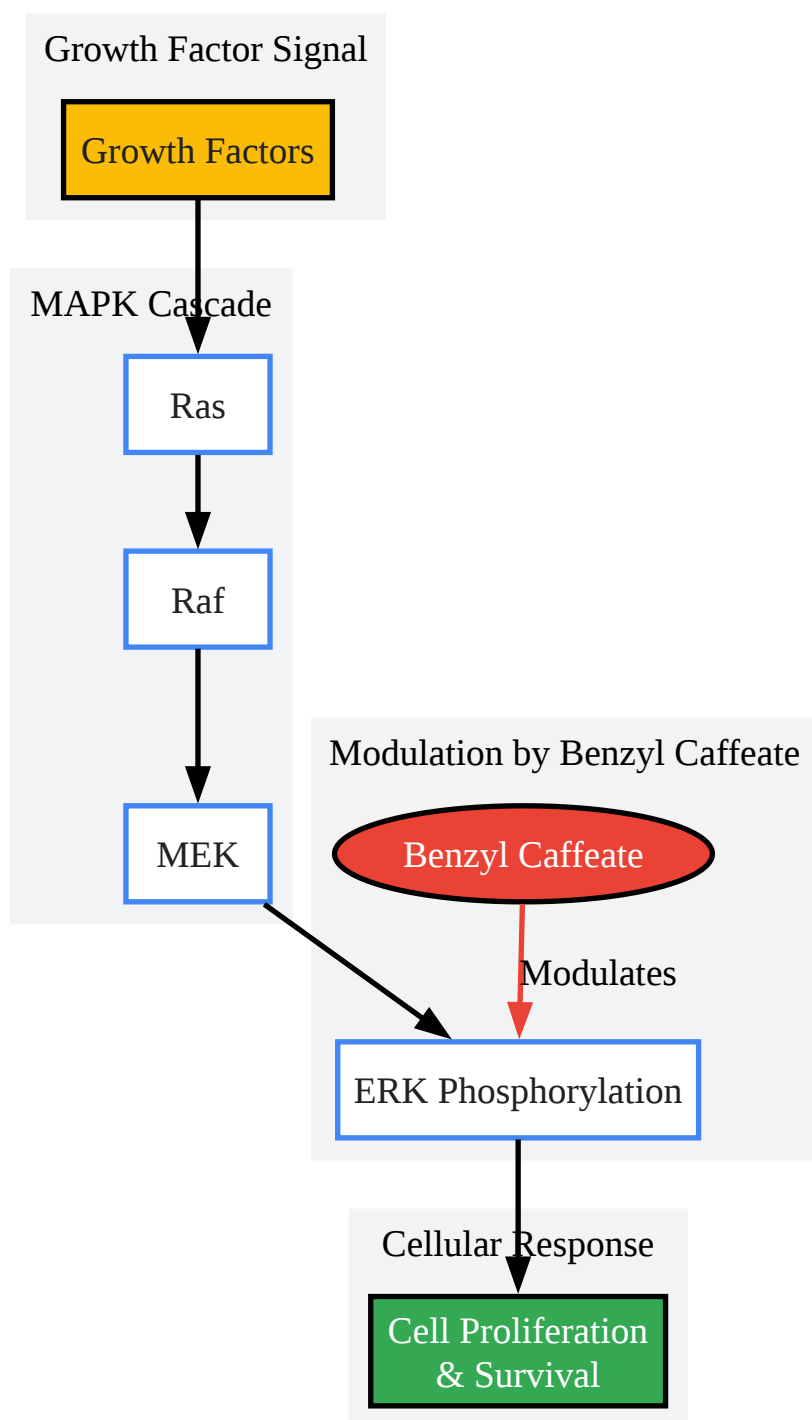 Growth Factor Signal
Growth Factors
MAPK Cascade
Ras
Raf
MEK
Modulation by Benzyl Caffeate
Benzyl Caffeate
Modulates
ERK Phosphorylation
Cellular Response
Cell Proliferation
& Survival